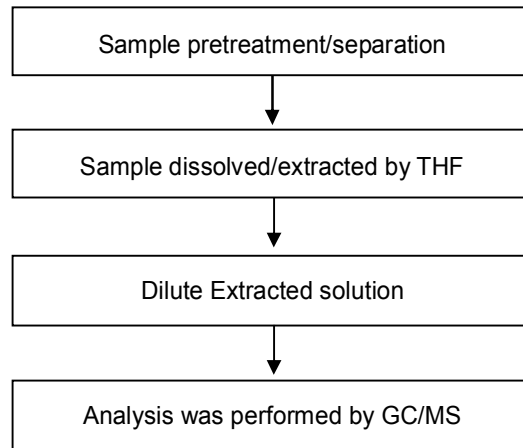 Sample pretreatment/separation
Sample dissolved/extracted by THF
Dilute Extracted solution
Analysis was performed by GC/MS